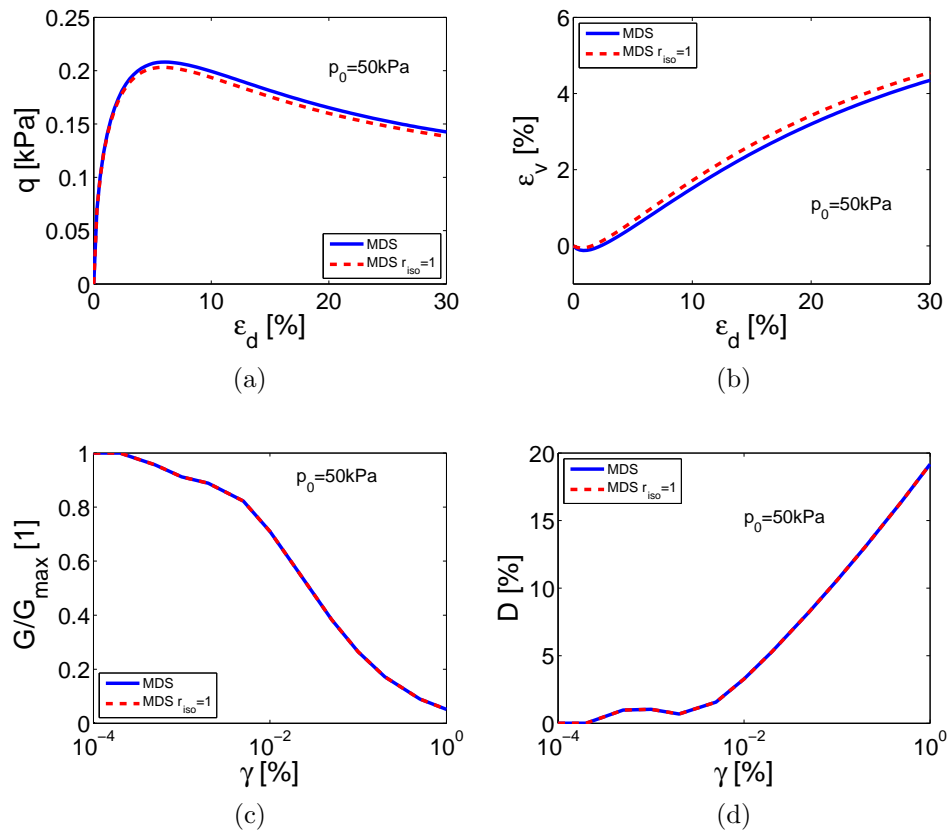 0.25
0.2
0.15
0.1
0.05
0
q [kPa]
p0=50kPa
MDS
MDS riso=1
0 10 20 30
εd [%]
(a)
6
4
2
0
εv [%]
MDS
MDS riso=1
p0=50kPa
0 10 20 30
εd [%]
(b)
1
0.8
0.6
0.4
0.2
0
G/Gmax [1]
p0=50kPa
MDS
MDS riso=1
10-4 10-2 100
γ [%]
(c)
20
15
10
5
0
D [%]
MDS
MDS riso=1
p0=50kPa
10-4 10-2 100
γ [%]
(d)